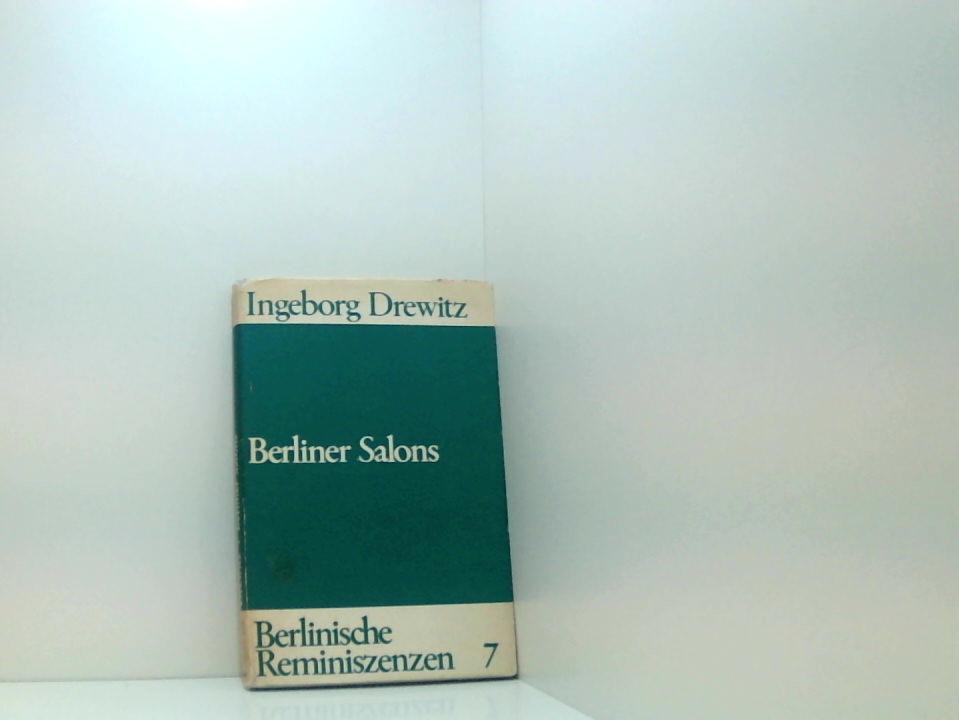 Ingeborg Drewitz
Berliner Salons
Berlinische
Reminiszenzen 7